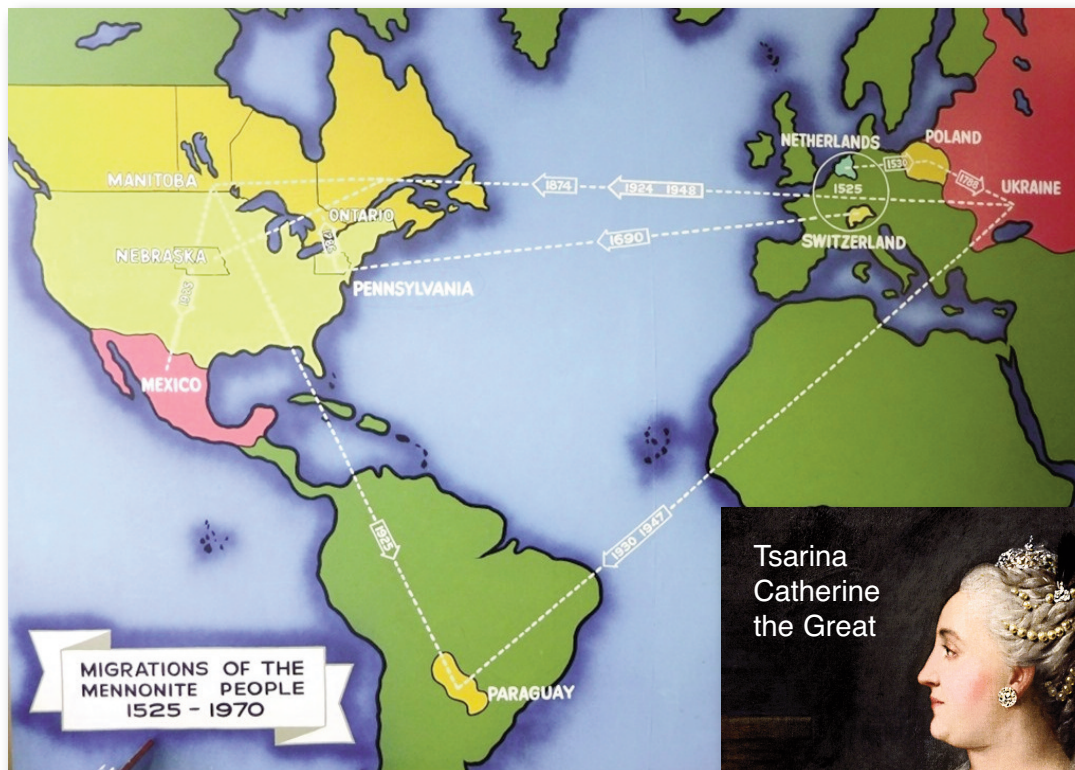 NETHERLANDS
POLAND
1530
1788
1525
UKRAINE
MANITOBA
1874
1924 1948
ONTARIO
SWITZERLAND
1690
NEBRASKA
PENNSYLVANIA
MEXICO
1925
1930 1947
Tsarina
Catherine
the Great
MIGRATIONS OF THE
MENNONITE PEOPLE
1525 - 1970
PARAGUAY